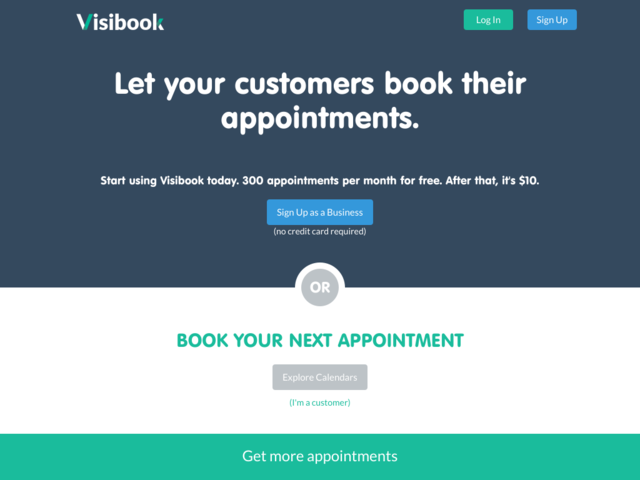 Visibook
Log In
Sign Up
Let your customers book their
appointments.
Start using Visibook today. 300 appointments per month for free. After that, it's $10.
Sign Up as a Business
(no credit card required)
OR
BOOK YOUR NEXT APPOINTMENT
Explore Calendars
(I'm a customer)
Get more appointments